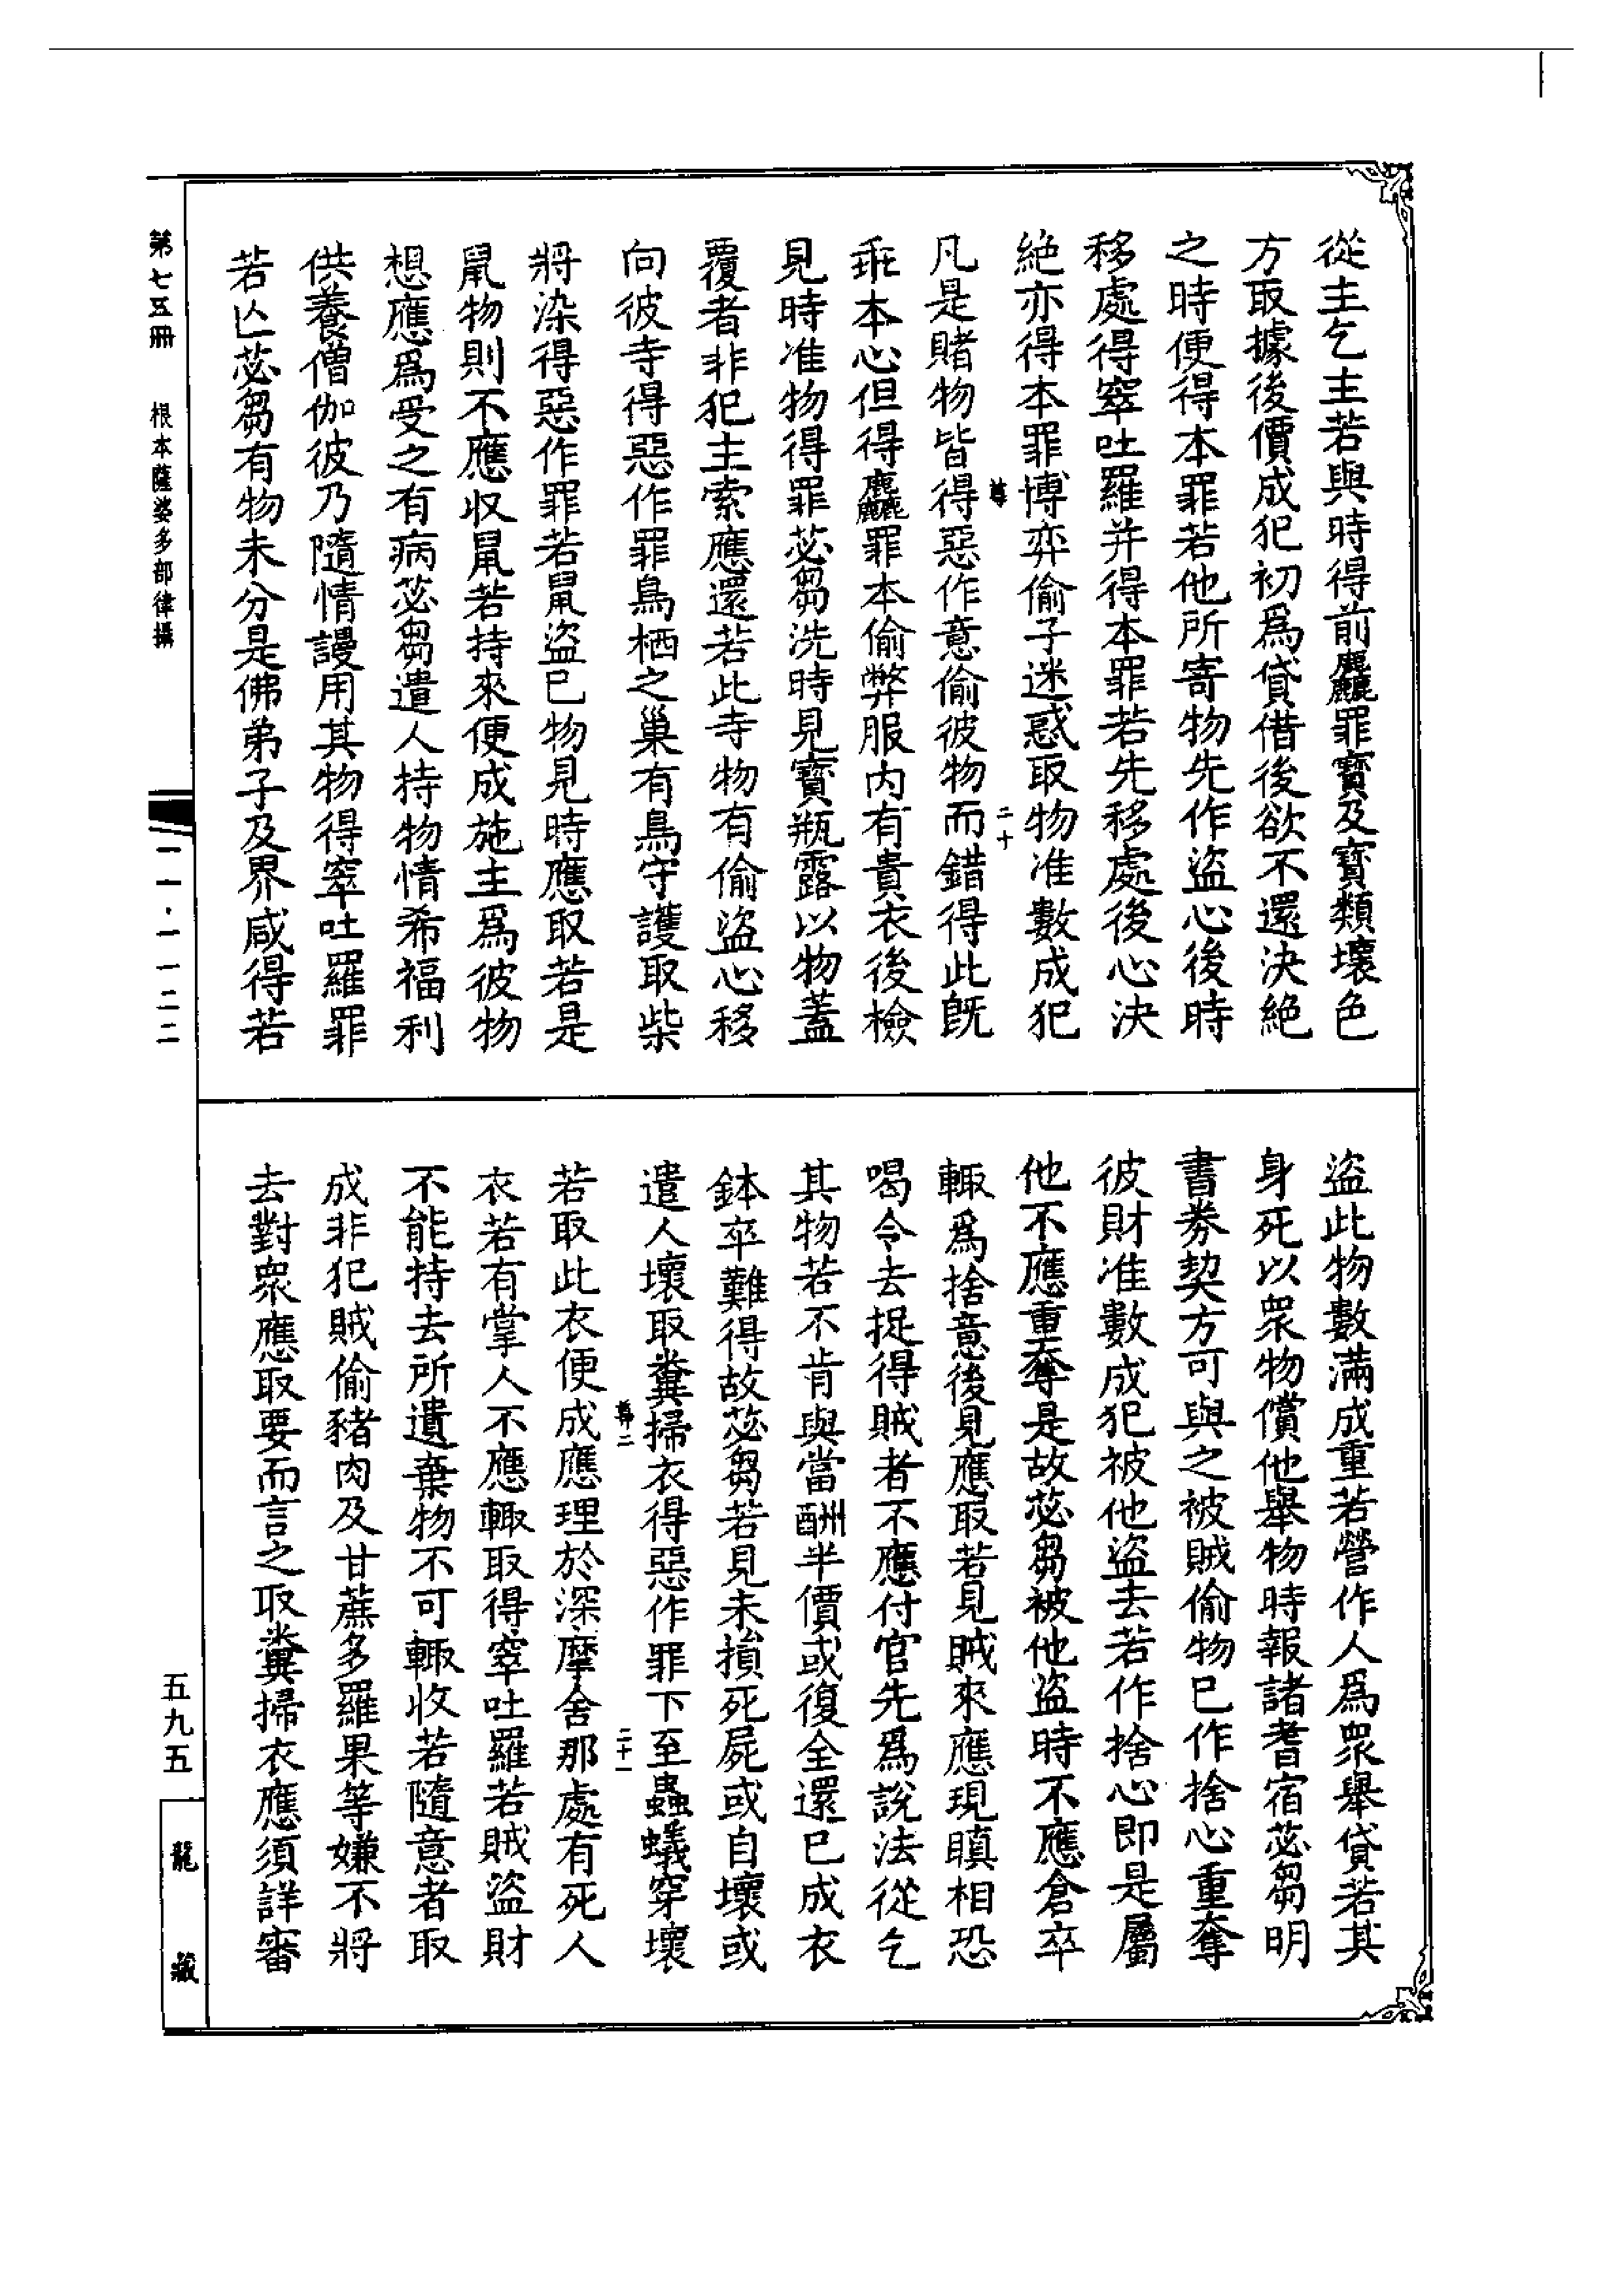 從主乞主若與時得前麤罪寶及寶類壞色
方取據後價成犯初爲貸借後欲不還決絕
之時便得本罪若他所寄物先作盜心後時
移處得窣吐羅并得本罪若先移處後心決
絕亦得本罪博弈偷子迷惑取物准數成犯
尊 二十
凡是賭物皆得惡作意偷彼物而錯得此旣
乖本心但得麤罪本偷弊服內有貴衣後檢
見時准物得罪苾芻洗時見寶瓶露以物蓋
覆者非犯主索應還若此寺物有偷盜心移
向彼寺得惡作罪鳥栖之巢有鳥守護取柴
將染得惡作罪若鼠盜巳物見時應取若是
鼠物則不應収鼠若持來便成施主爲彼物
想應爲受之有病苾芻遣人持物情希福利
供養僧伽彼乃隨情謾用其物得窣吐羅罪
若亾苾芻有物未分是佛弟子及界咸得若
盜此物數滿成重若營作人爲衆舉貸若其
身死以衆物償他舉物時報諸耆宿苾芻明
書券契方可與之被賊偷物巳作捨心重奪
彼財准數成犯被他盜去若作捨心即是屬
他不應重奪是故苾芻被他盜時不應倉卒
輙爲捨意後見應取若見賊來應現瞋相恐
喝令去捉得賊者不應付官先爲說法從乞
其物若不肯與當酬半價或復全還巳成衣
鉢卒難得故苾芻若見未損死屍或自壞或
遣人壞取糞掃衣得惡作罪下至蟲蟻穿壞
尊二 二十一
若取此衣便成應理於深摩舍那處有死人
衣若有掌人不應輙取得窣吐羅若賊盜財
不能持去所遺棄物不可輙收若隨意者取
成非犯賊偷豬肉及甘蔗多羅果等嫌不將
去對衆應取要而言之取糞掃衣應須詳審
第七五冊 根本薩婆多部律攝
一一·一一二二
五九五
龍藏